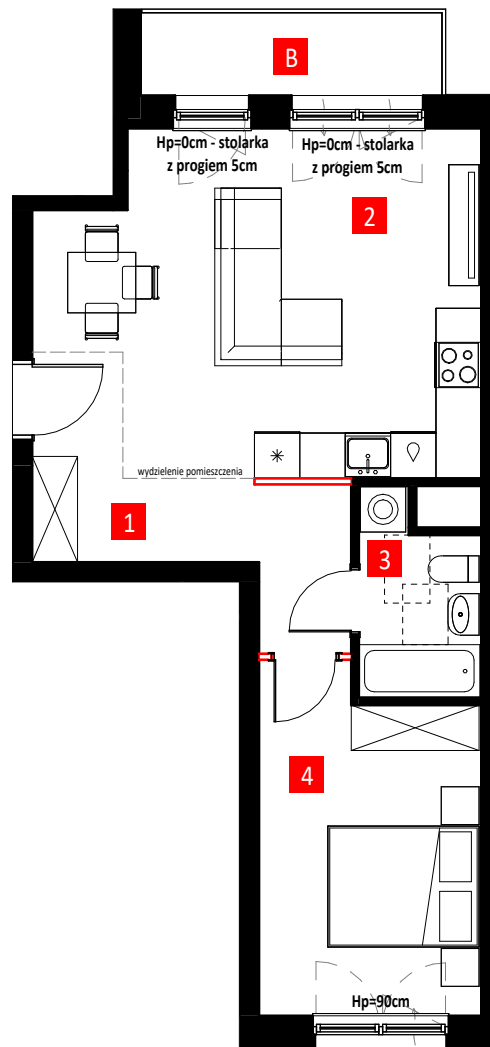 B
Hp=0cm - stolarka
z progiem 5cm
Hp=0cm - stolarka
z progiem 5cm
2
wydzielenie pomieszczenia
1
3
4
Hp=90cm